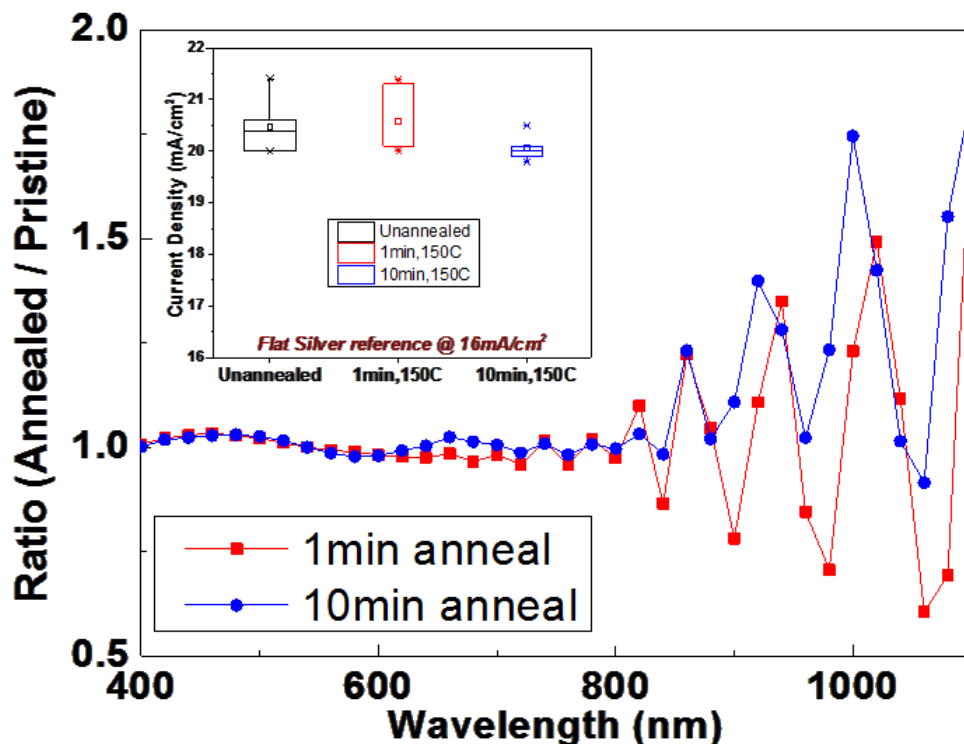 Ratio (Annealed / Pristine)
2.0
1.5
1.0
0.5
400
600
800
1000
Wavelength (nm)
1min anneal
10min anneal
Current Density (mA/cm²)
22
21
20
19
18
17
16
Unannealed
1min,150C
10min,150C
Flat Silver reference @ 16mA/cm²
Unannealed
1min,150C
10min,150C